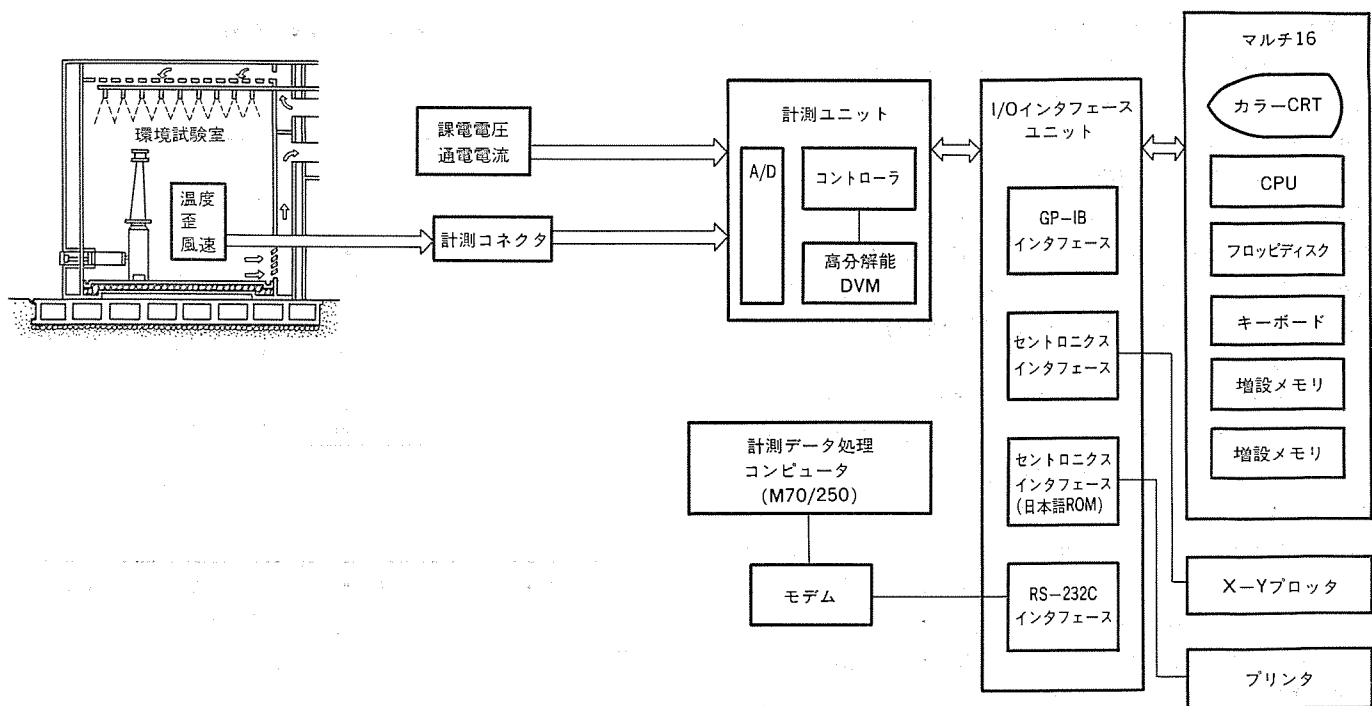 環境試験室
温度
歪
風速
課電電圧
通電電流
計測コネクタ
計測ユニット
A/D
コントローラ
高分解能
DVM
計測データ処理
コンピュータ
(M70/250)
モデム
I/Oインタフェース
ユニット
GP-IB
インタフェース
セントロニクス
インタフェース
セントロニクス
インタフェース
(日本語ROM)
RS-232C
インタフェース
マルチ16
カラーCRT
CPU
フロッピディスク
キーボード
増設メモリ
増設メモリ
X-Yプロッタ
プリンタ